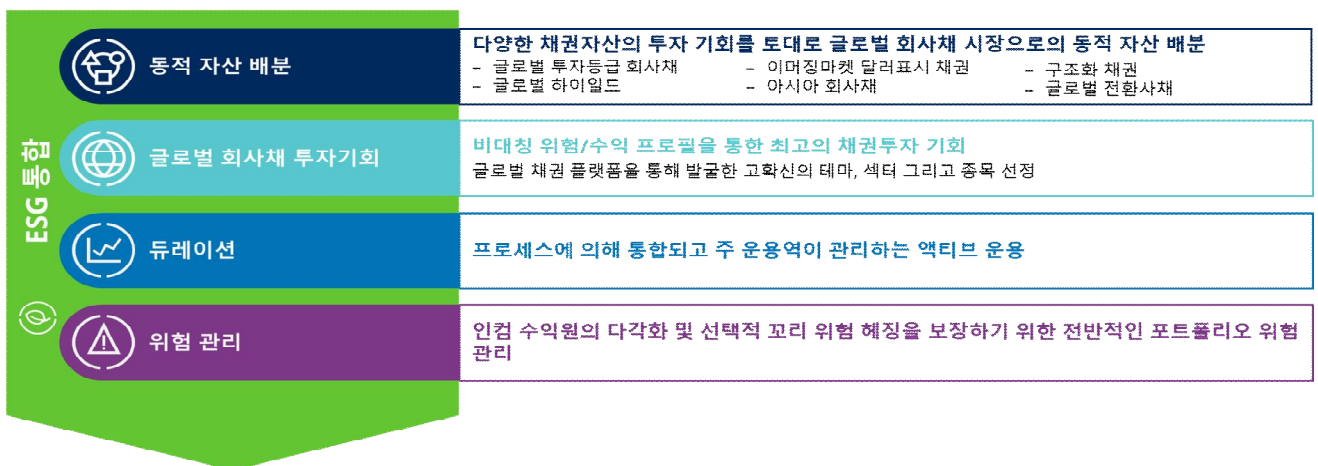 ESG 통합
동적 자산 배분
다양한 채권자산의 투자 기회를 토대로 글로벌 회사채 시장으로의 동적 자산 배분
– 글로벌 투자등급 회사채
– 이머징마켓 달러표시 채권
– 구조화 채권
– 글로벌 하이일드
– 아시아 회사채
– 글로벌 전환사채
글로벌 회사채 투자기회
비대칭 위험/수익 프로필을 통한 최고의 채권투자 기회
글로벌 채권 플랫폼을 통해 발굴한 고확신의 테마, 섹터 그리고 종목 선정
듀레이션
프로세스에 의해 통합되고 주 운용역이 관리하는 액티브 운용
위험 관리
인컴 수익원의 다각화 및 선택적 꼬리 위험 헤징을 보장하기 위한 전반적인 포트폴리오 위험
관리